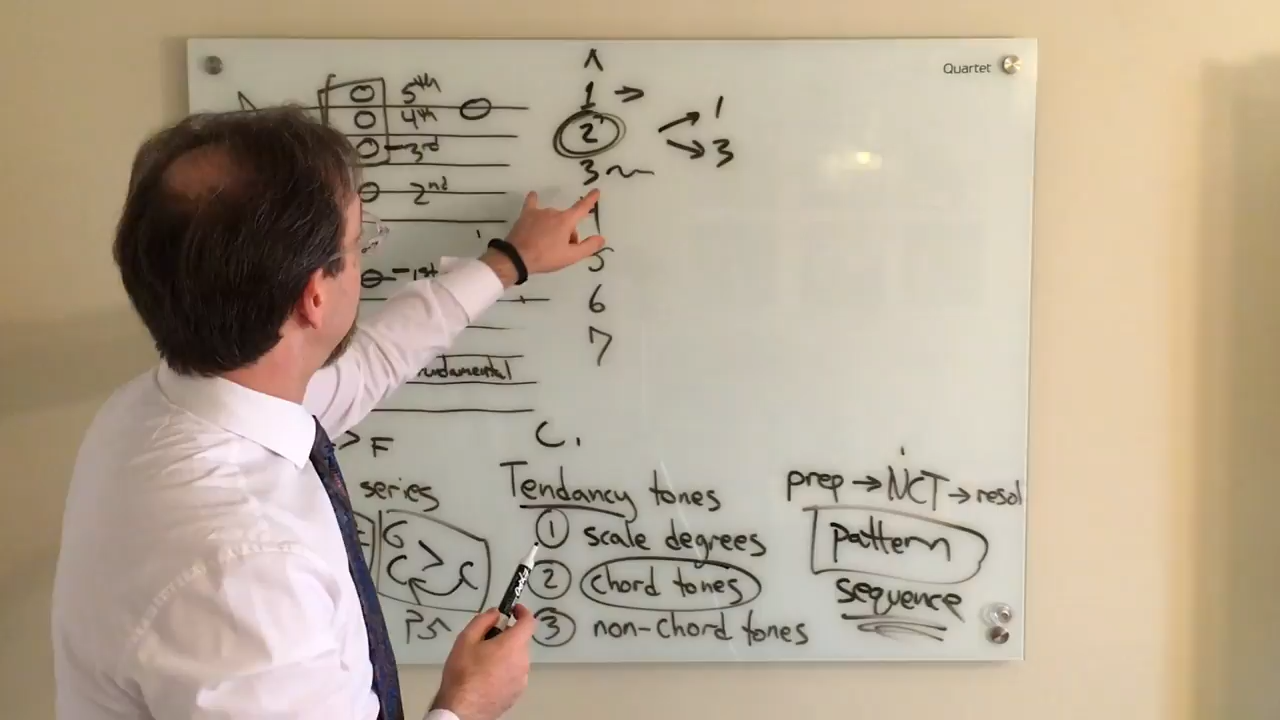 Quartet
5th
4th
3rd
2nd
1st
^
1 →
2 → 1
→ 3
3
4
5
6
7
> F
C.
series
G
C > C
P5
Tendancy tones
1 scale degrees
2 chord tones
3 non-chord tones
prep → NCT → resol
pattern
sequence